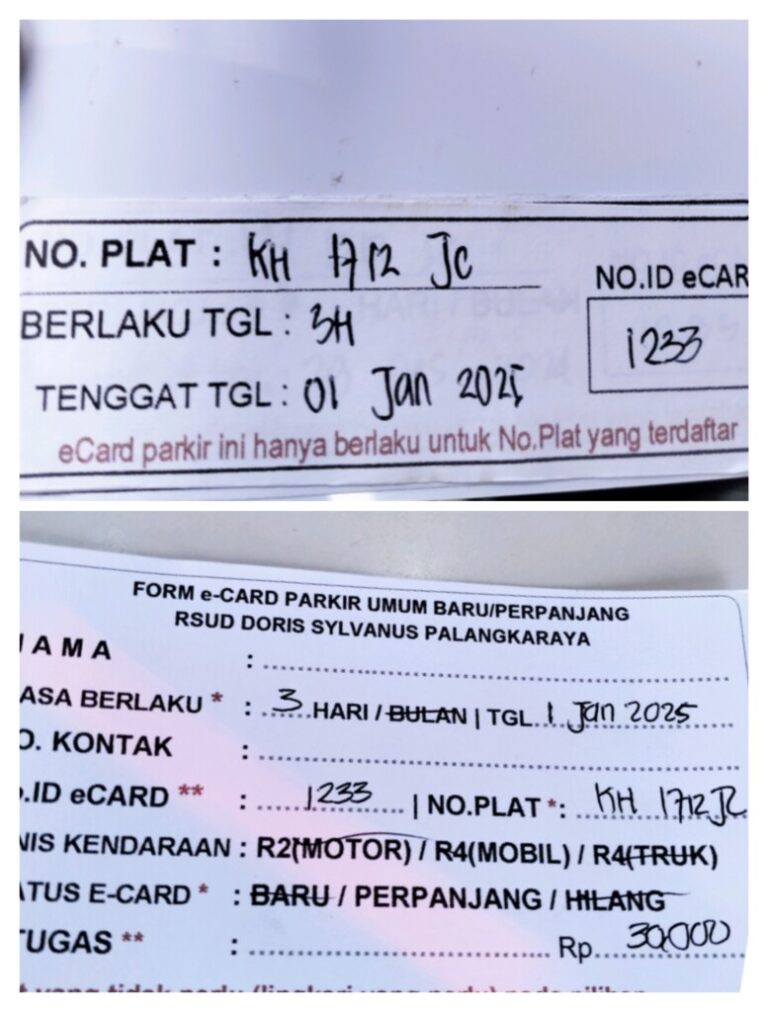 NO. PLAT : KH 1712 JC
BERLAKU TGL : 3H
NO.ID eCAR
1233
TENGGAT TGL : 01 Jan 2025
eCard parkir ini hanya berlaku untuk No.Plat yang terdaftar
FORM e-CARD PARKIR UMUM BARU/PERPANJANG
RSUD DORIS SYLVANUS PALANGKARAYA
AMA :
ASA BERLAKU * : 3 HARI / BULAN | TGL. 1 Jan 2025
O. KONTAK :
.ID eCARD ** : 1233 | NO.PLAT *: KH 1712 JC
NIS KENDARAAN : R2(MOTOR) / R4(MOBIL) / R4(TRUK)
ATUS E-CARD * : BARU / PERPANJANG / HILANG
TUGAS ** : Rp. 30,000